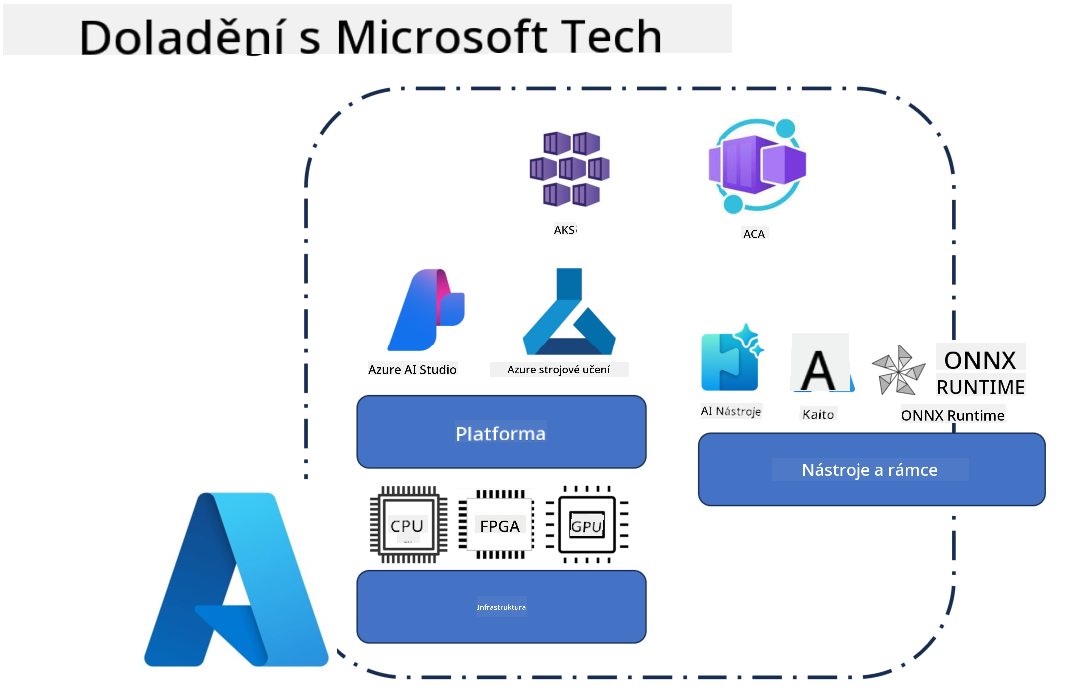 Doladění s Microsoft Tech
AKS
ACA
Azure AI Studio
Azure strojové učení
AI Nástroje
A
Kaito
ONNX
RUNTIME
ONNX Runtime
Platforma
Nástroje a rámce
CPU
FPGA
GPU
Infrastruktura